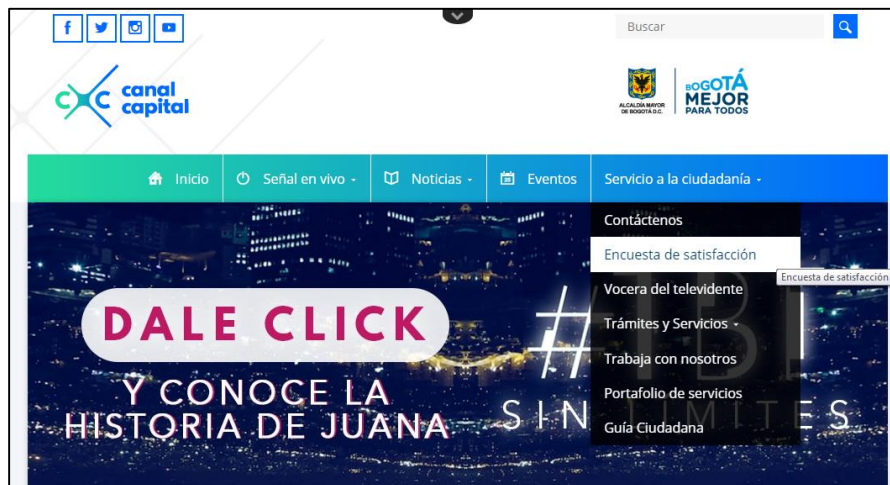 Buscar
canal
capital
ALCALDÍA MAYOR
DE BOGOTÁ D.C.
BOGOTÁ
MEJOR
PARA TODOS
Inicio
Señal en vivo
Noticias
Eventos
Servicio a la ciudadanía
Contáctenos
Encuesta de satisfacción
Encuesta de satisfacción
Vocera del televidente
Trámites y Servicios
Trabaja con nosotros
Portafolio de servicios
Guía Ciudadana
DALE CLICK
Y CONOCE LA
HISTORIA DE JUANA
SIN LIMITES